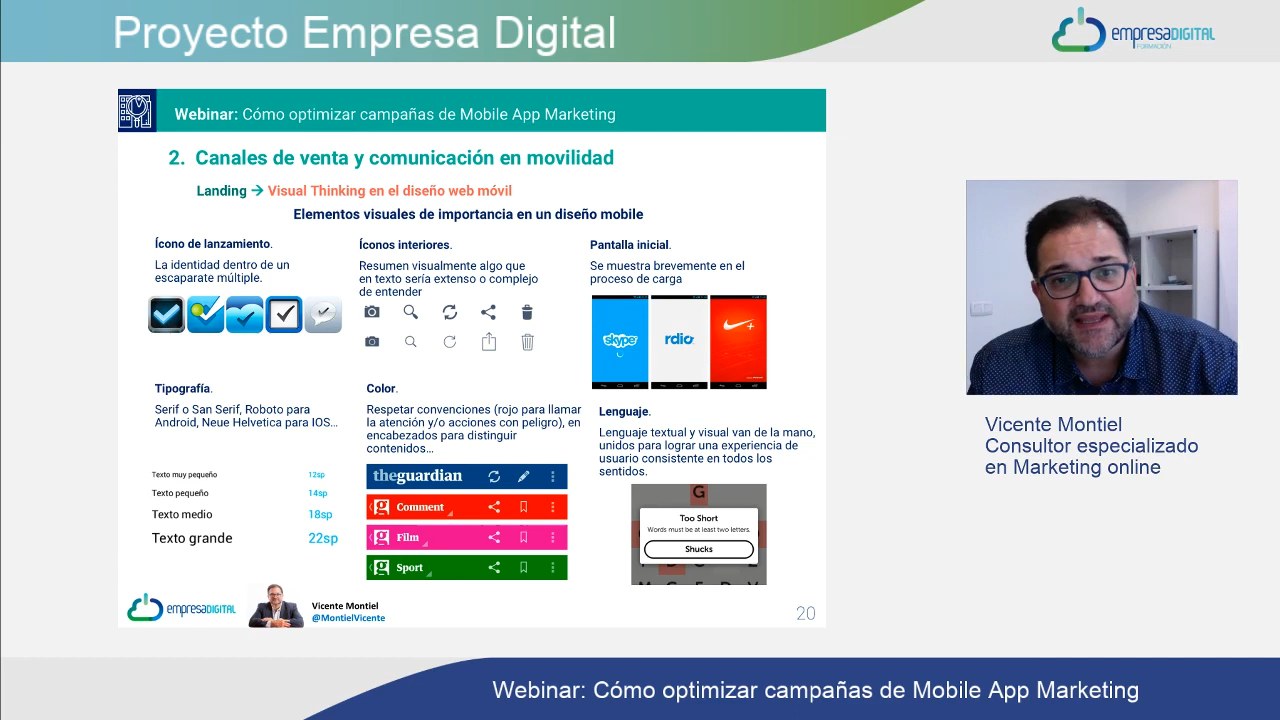 Proyecto Empresa Digital
empresaDIGITAL
FORMACIÓN
Webinar: Cómo optimizar campañas de Mobile App Marketing
2. Canales de venta y comunicación en movilidad
Landing → Visual Thinking en el diseño web móvil
Elementos visuales de importancia en un diseño mobile
Ícono de lanzamiento.
La identidad dentro de un
escaparate múltiple.
Íconos interiores.
Resumen visualmente algo que
en texto sería extenso o complejo
de entender
Pantalla inicial.
Se muestra brevemente en el
proceso de carga
skype
rdio
Tipografía.
Serif o San Serif, Roboto para
Android, Neue Helvetica para IOS...
Texto muy pequeño 12sp
Texto pequeño 14sp
Texto medio 18sp
Texto grande 22sp
Color.
Respetar convenciones (rojo para llamar
la atención y/o acciones con peligro), en
encabezados para distinguir
contenidos...
theguardian
g Comment
g Film
g Sport
Lenguaje.
Lenguaje textual y visual van de la mano,
unidos para lograr una experiencia de
usuario consistente en todos los
sentidos.
G
Too Short
Words must be at least two letters.
Shucks
empresaDIGITAL
Vicente Montiel
@MontielVicente
20
Vicente Montiel
Consultor especializado
en Marketing online
Webinar: Cómo optimizar campañas de Mobile App Marketing